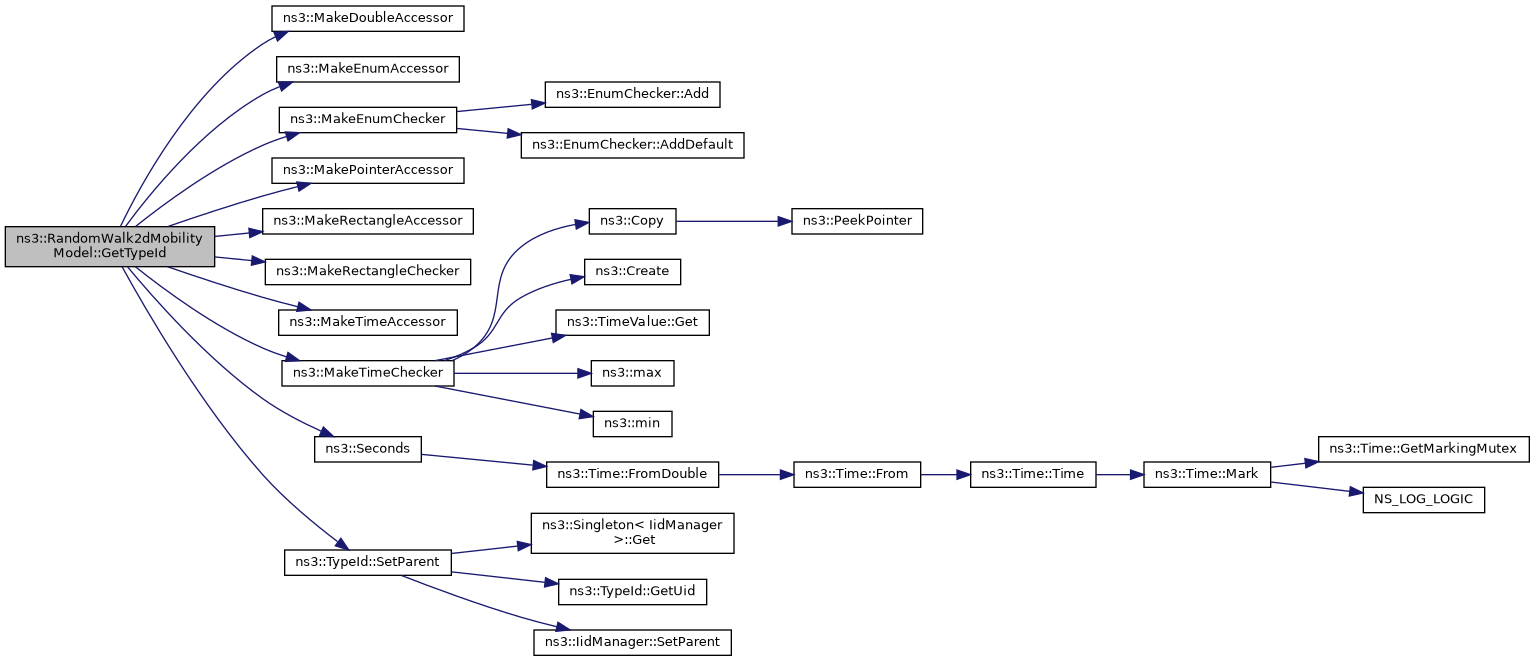 ns3::RandomWalk2dMobility
Model::GetTypeId
ns3::MakeDoubleAccessor
ns3::MakeEnumAccessor
ns3::MakeEnumChecker
ns3::EnumChecker::Add
ns3::EnumChecker::AddDefault
ns3::MakePointerAccessor
ns3::MakeRectangleAccessor
ns3::MakeRectangleChecker
ns3::MakeTimeAccessor
ns3::MakeTimeChecker
ns3::Copy
ns3::PeekPointer
ns3::Create
ns3::TimeValue::Get
ns3::max
ns3::min
ns3::Seconds
ns3::Time::FromDouble
ns3::Time::From
ns3::Time::Time
ns3::Time::Mark
ns3::Time::GetMarkingMutex
NS_LOG_LOGIC
ns3::TypeId::SetParent
ns3::Singleton< IidManager
>::Get
ns3::TypeId::GetUid
ns3::IidManager::SetParent